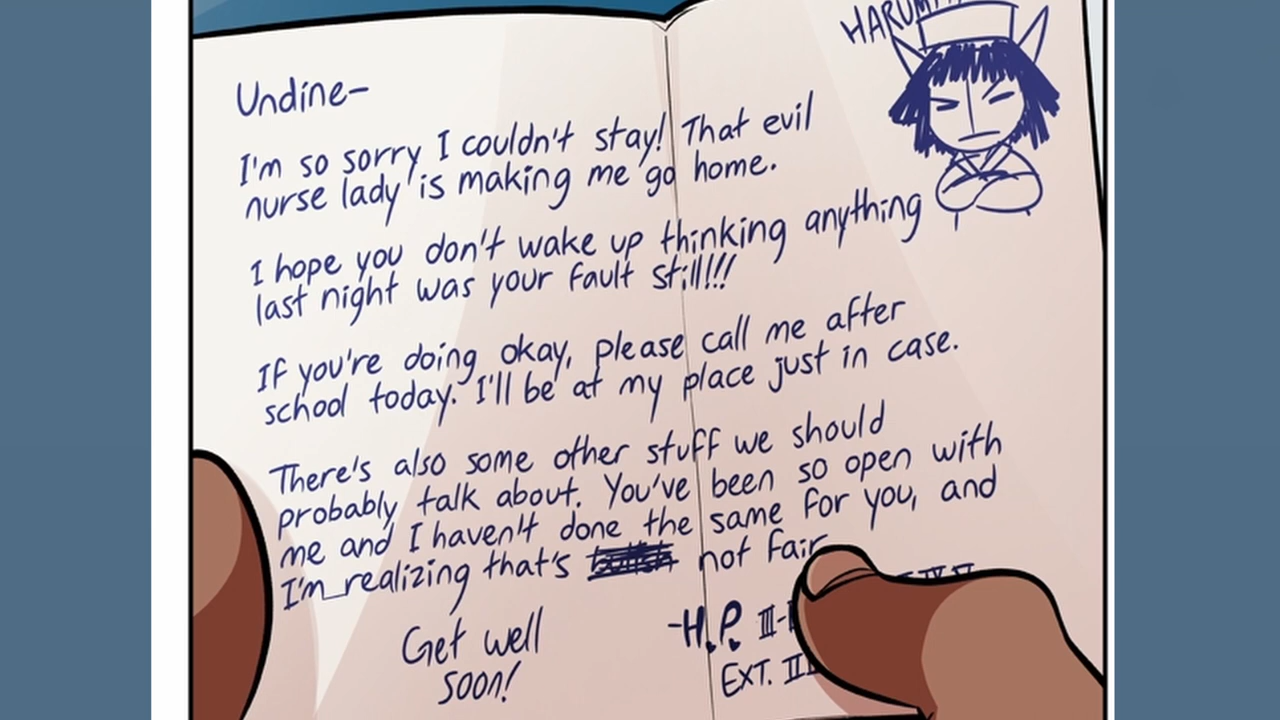 Undine-
I'm so sorry I couldn't stay! That evil
nurse lady is making me go home.
I hope you don't wake up thinking anything
last night was your fault still!!!
If you're doing okay, please call me after
school today. I'll be at my place just in case.
There's also some other stuff we should
probably talk about. You've been so open with
me and I haven't done the same for you, and
I'm realizing that's not fair
Get well
soon!
-H.P.
EXT.